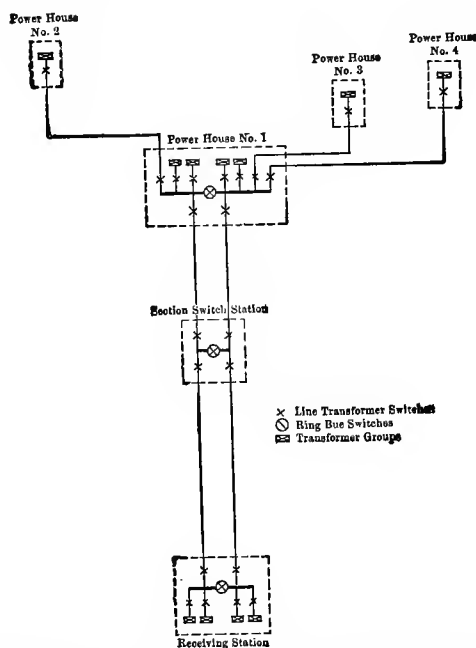 Power House
No. 2
Power House
No. 3
Power House
No. 4
Power House No. 1
Section Switch Station
Line Transformer Switches
Ring Bus Switches
Transformer Groups
Receiving Station